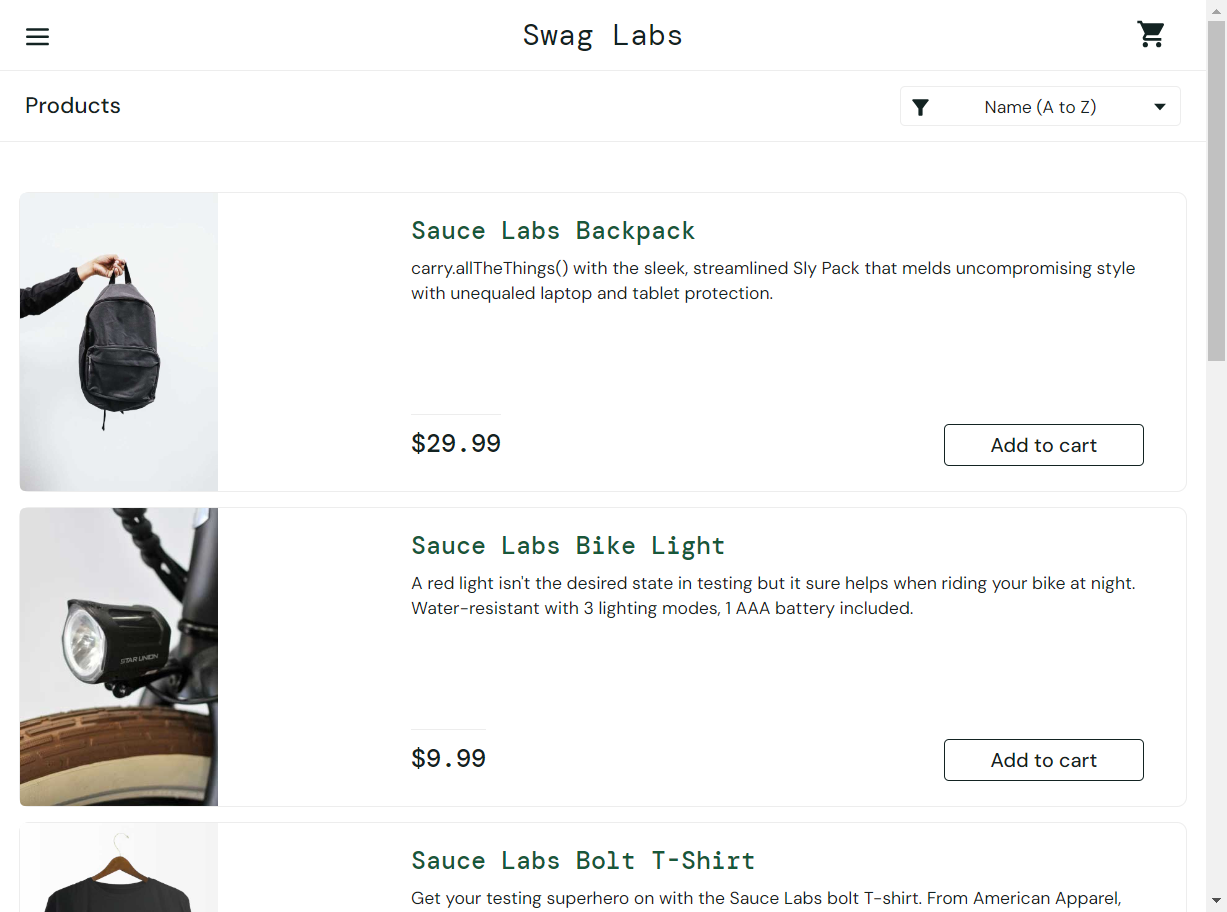 Swag Labs
Products
Name (A to Z)
Sauce Labs Backpack
carry.allTheThings() with the sleek, streamlined Sly Pack that melds uncompromising style
with unequaled laptop and tablet protection.
$29.99
Add to cart
Sauce Labs Bike Light
A red light isn't the desired state in testing but it sure helps when riding your bike at night.
Water-resistant with 3 lighting modes, 1 AAA battery included.
STAR UNION
$9.99
Add to cart
Sauce Labs Bolt T-Shirt
Get your testing superhero on with the Sauce Labs bolt T-shirt. From American Apparel,